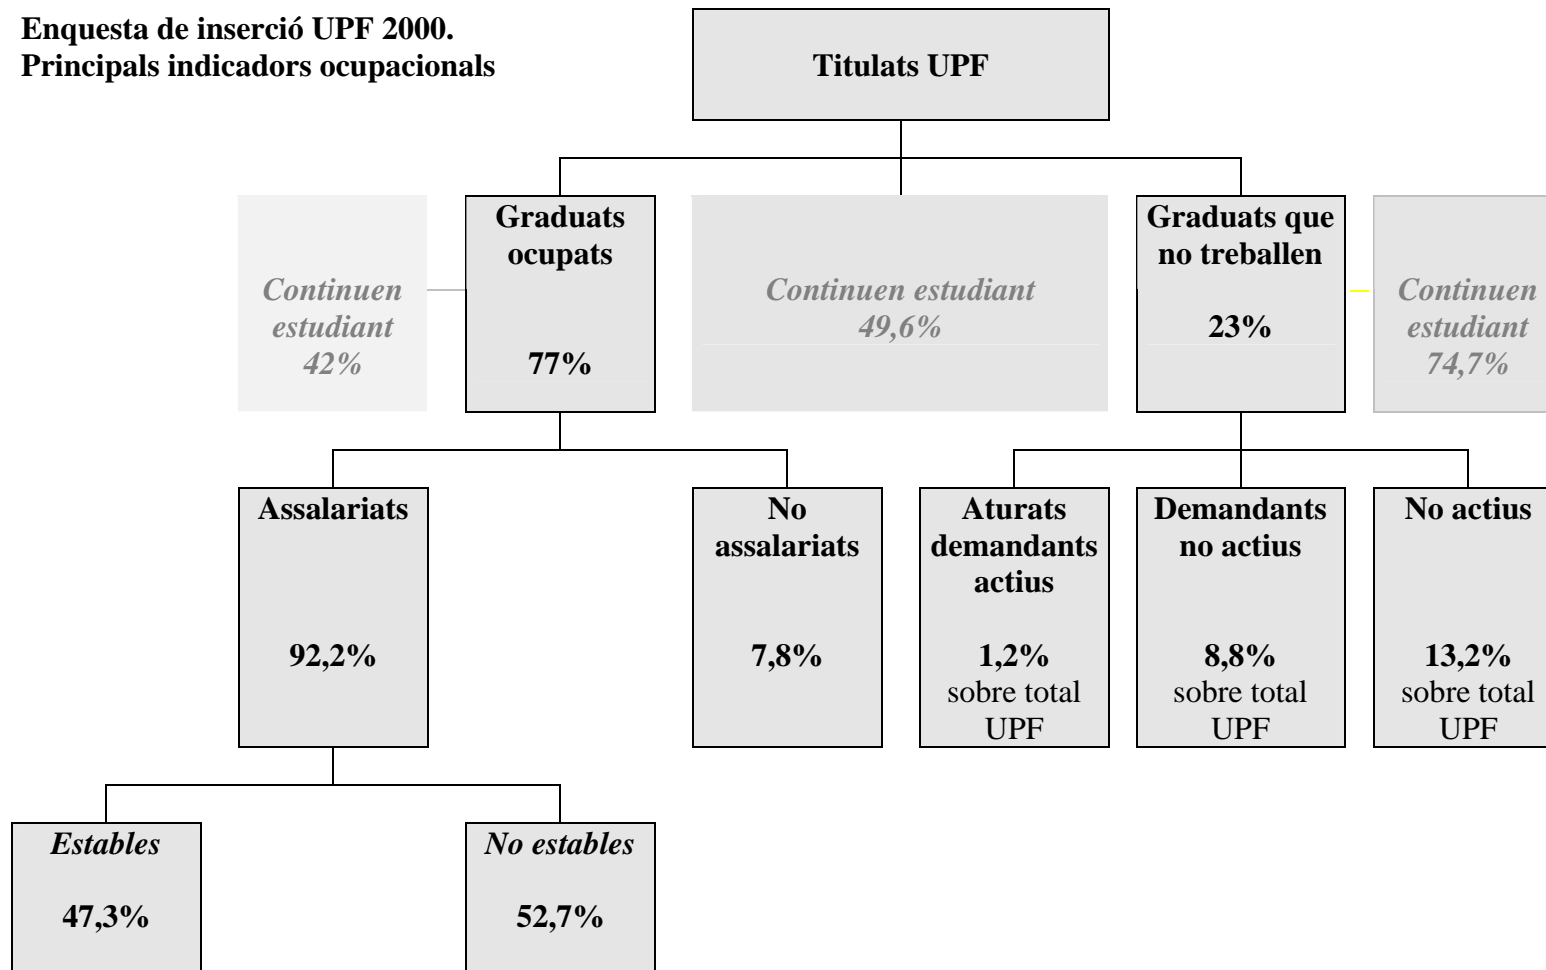 Enquesta de inserció UPF 2000.
Principals indicadors ocupacionals
Titulats UPF
Continuen
estudiant
42%
Graduats
ocupats
77%
Continuen estudiant
49,6%
Graduats que
no treballen
23%
Continuen
estudiant
74,7%
Assalariats
92,2%
No
assalariats
7,8%
Aturats
demandants
actius
1,2%
sobre total
UPF
Demandants
no actius
8,8%
sobre total
UPF
No actius
13,2%
sobre total
UPF
Estables
47,3%
No estables
52,7%